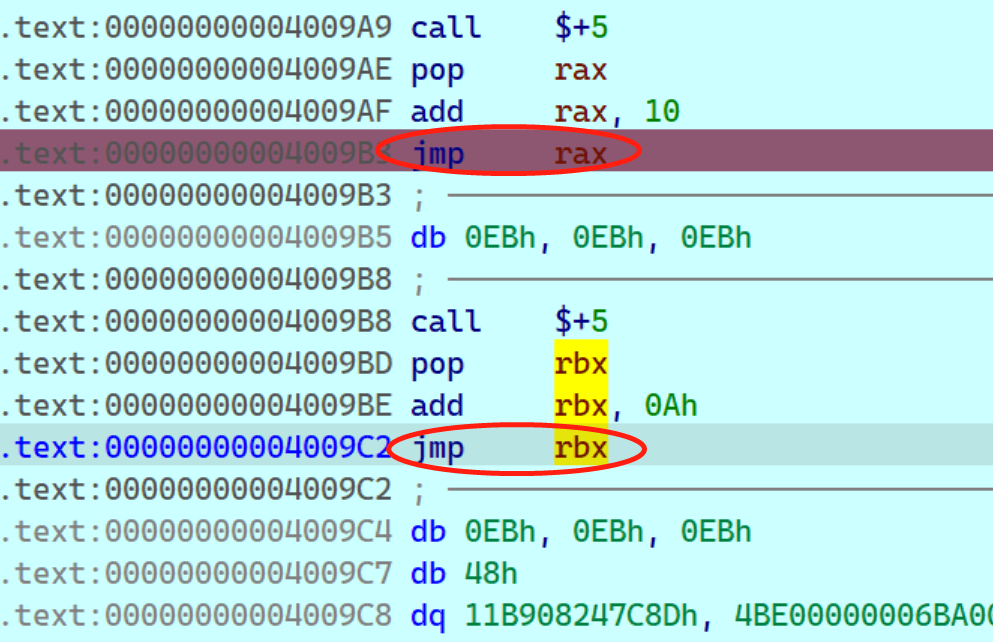 .text:00000000004009A9 call $+5
.text:00000000004009AE pop rax
.text:00000000004009AF add rax, 10
.text:00000000004009B3 jmp rax
.text:00000000004009B3 ;
.text:00000000004009B5 db 0EBh, 0EBh, 0EBh
.text:00000000004009B8 ;
.text:00000000004009B8 call $+5
.text:00000000004009BD pop rbx
.text:00000000004009BE add rbx, 0Ah
.text:00000000004009C2 jmp rbx
.text:00000000004009C2 ;
.text:00000000004009C4 db 0EBh, 0EBh, 0EBh
.text:00000000004009C7 db 48h
.text:00000000004009C8 dq 11B908247C8Dh, 4BE00000006BA00